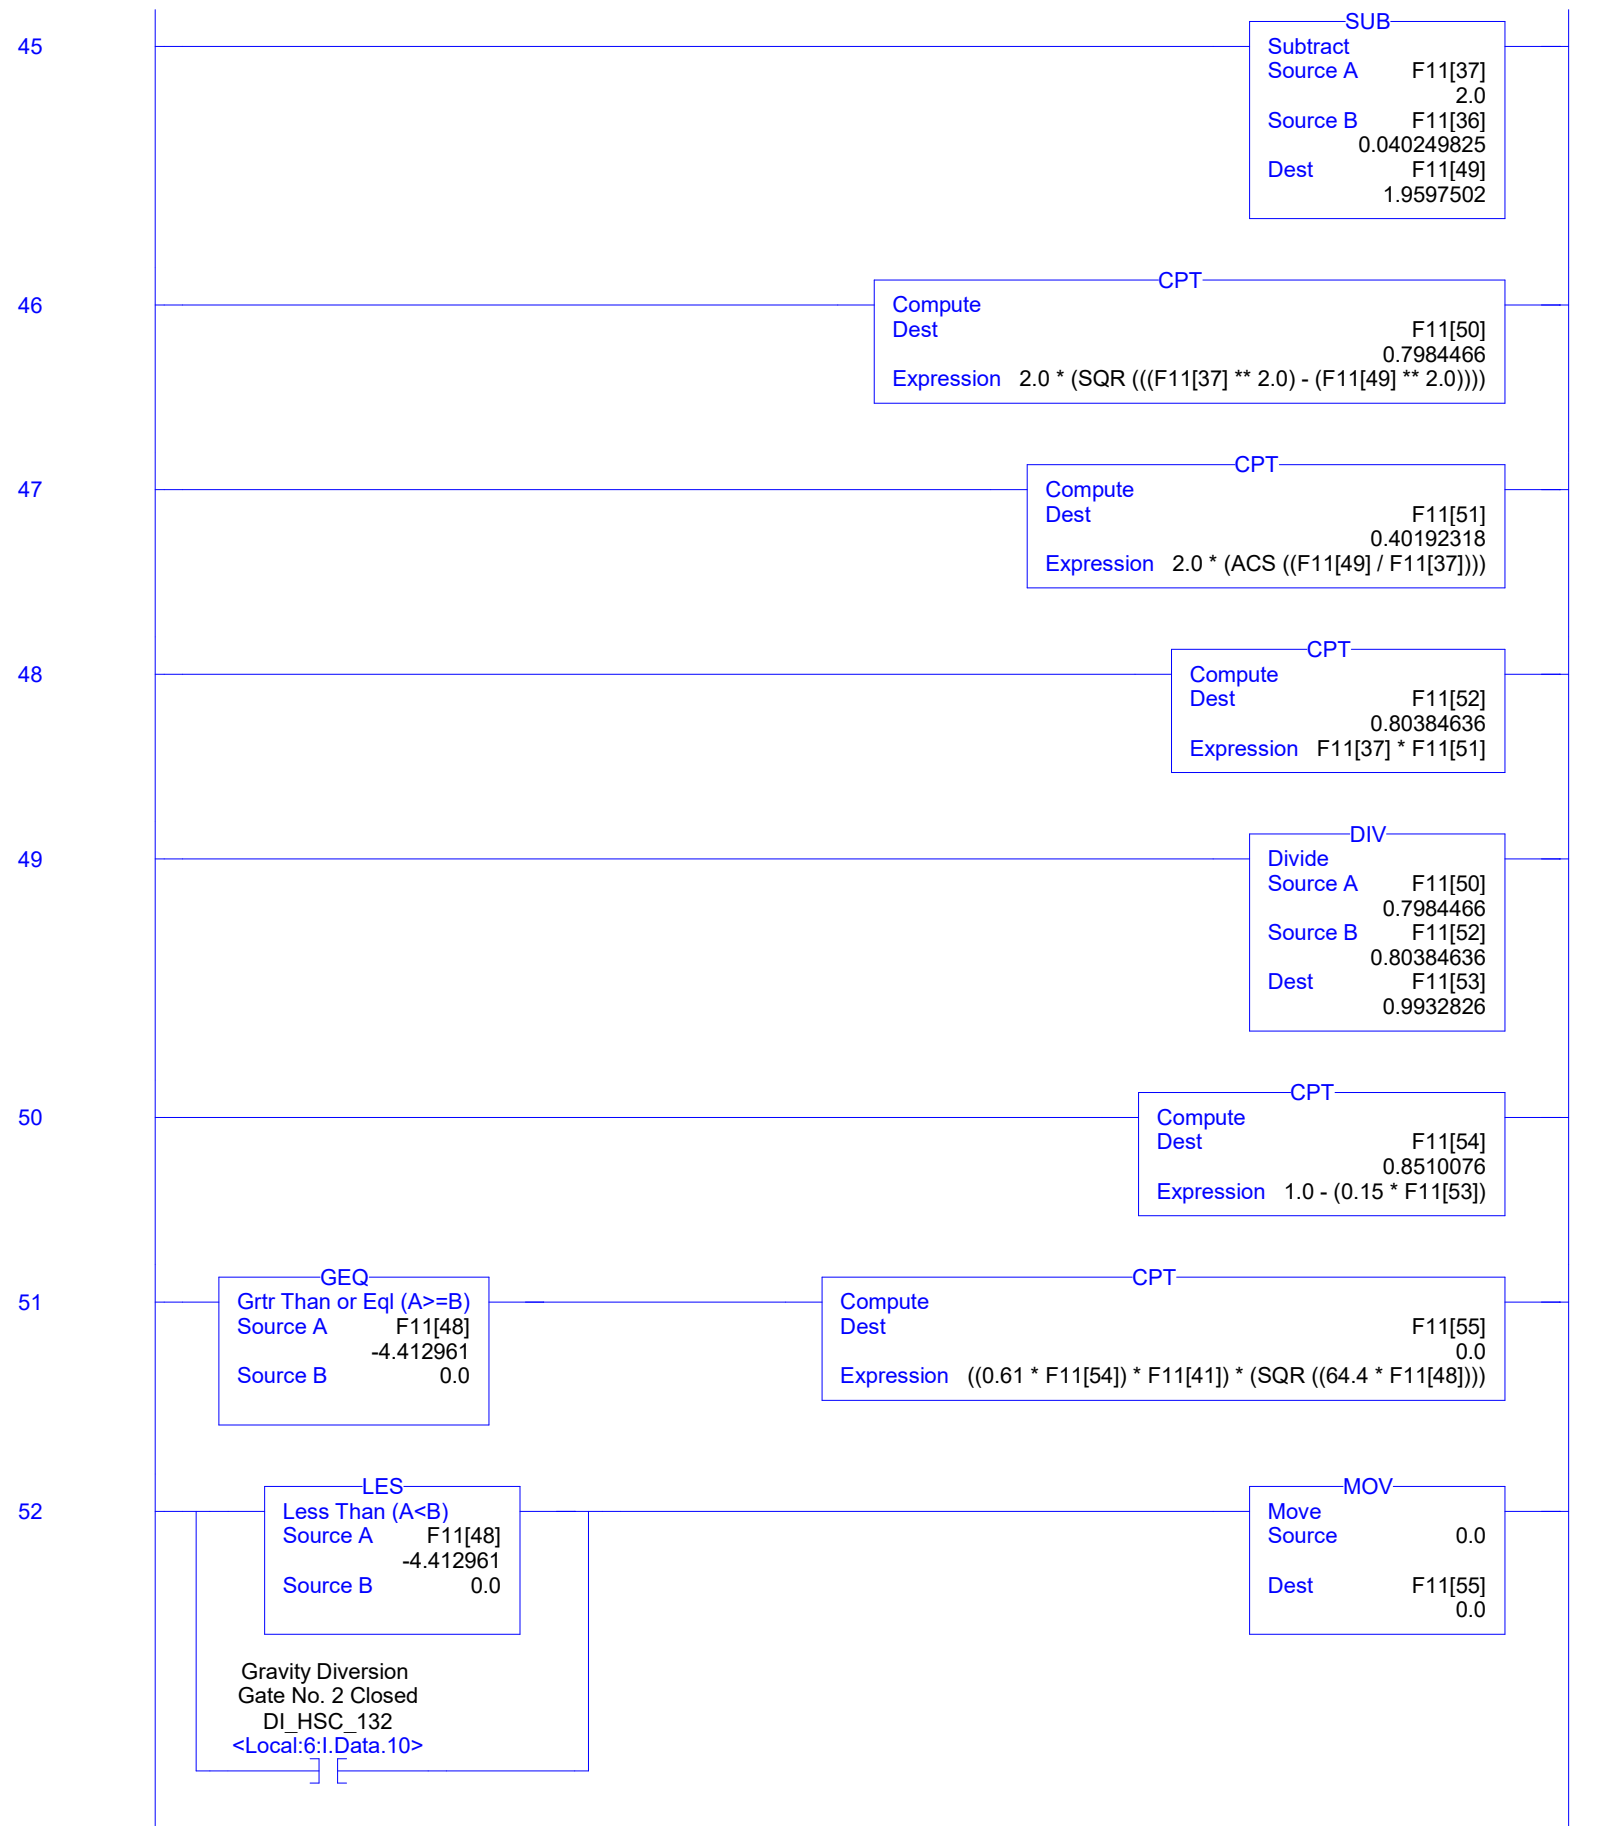 45
SUB
Subtract
Source A F11[37]
2.0
Source B F11[36]
0.040249825
Dest F11[49]
1.9597502
46
CPT
Compute
Dest F11[50]
0.7984466
Expression 2.0 * (SQR (((F11[37] ** 2.0) - (F11[49] ** 2.0))))
47
CPT
Compute
Dest F11[51]
0.40192318
Expression 2.0 * (ACS ((F11[49] / F11[37])))
48
CPT
Compute
Dest F11[52]
0.80384636
Expression F11[37] * F11[51]
49
DIV
Divide
Source A F11[50]
0.7984466
Source B F11[52]
0.80384636
Dest F11[53]
0.9932826
50
CPT
Compute
Dest F11[54]
0.8510076
Expression 1.0 - (0.15 * F11[53])
51
GEQ
Grtr Than or Eql (A>=B)
Source A F11[48]
-4.412961
Source B 0.0
CPT
Compute
Dest F11[55]
0.0
Expression ((0.61 * F11[54]) * F11[41]) * (SQR ((64.4 * F11[48])))
52
LES
Less Than (A<B)
Source A F11[48]
-4.412961
Source B 0.0
MOV
Move
Source 0.0
Dest F11[55]
0.0
Gravity Diversion
Gate No. 2 Closed
DI_HSC_132
<Local:6:I.Data.10>